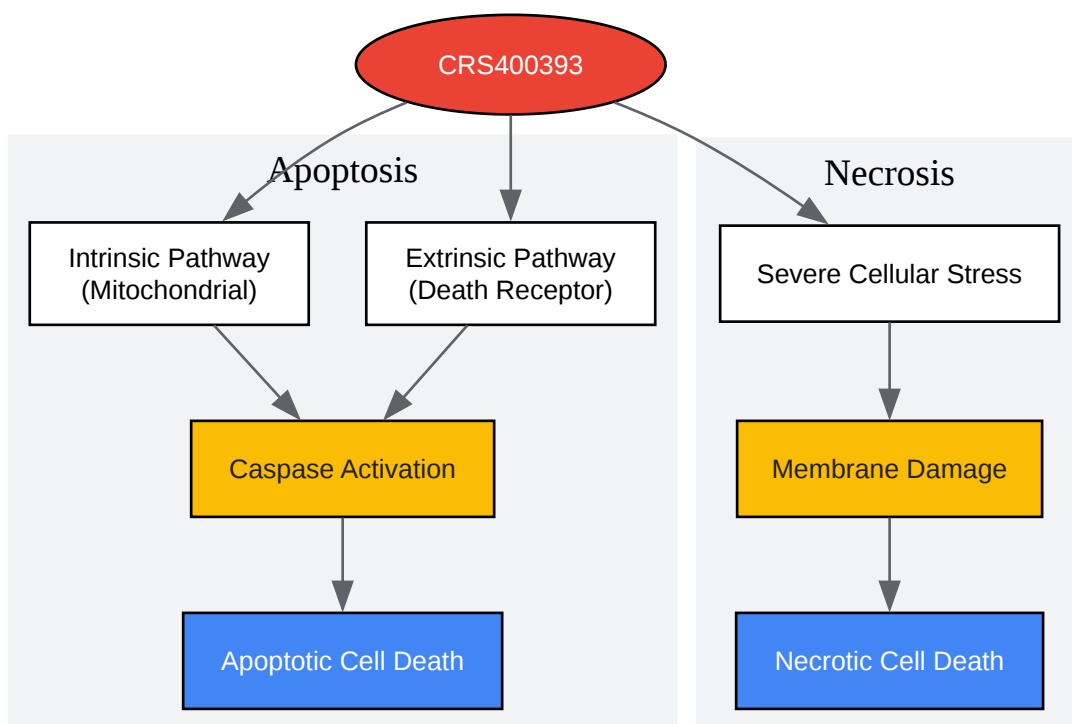 CRS400393
Apoptosis
Necrosis
Intrinsic Pathway
(Mitochondrial)
Extrinsic Pathway
(Death Receptor)
Severe Cellular Stress
Caspase Activation
Membrane Damage
Apoptotic Cell Death
Necrotic Cell Death